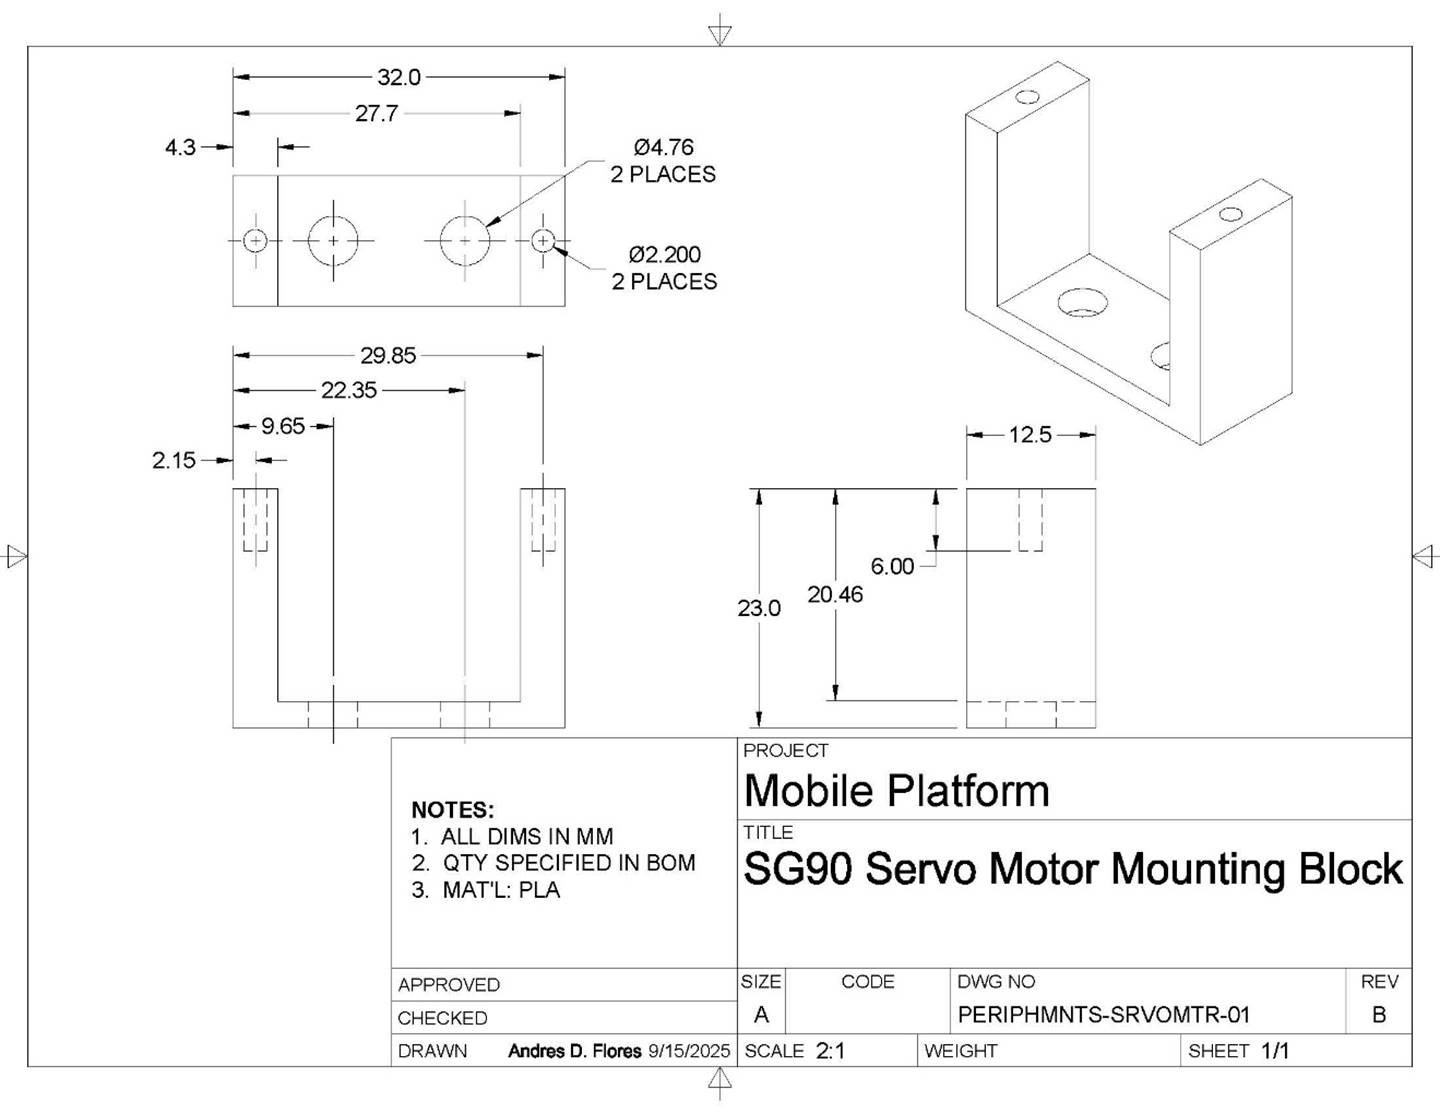 32.0
27.7
4.3
Ø4.76
2 PLACES
Ø2.200
2 PLACES
29.85
22.35
9.65
2.15
12.5
6.00
20.46
23.0
NOTES:
1. ALL DIMS IN MM
2. QTY SPECIFIED IN BOM
3. MAT'L: PLA
PROJECT
Mobile Platform
TITLE
SG90 Servo Motor Mounting Block
APPROVED
CHECKED
DRAWN Andres D. Flores 9/15/2025
SIZE
A
CODE
DWG NO
PERIPHMNTS-SRVOMTR-01
REV
B
SCALE 2:1
WEIGHT
SHEET 1/1